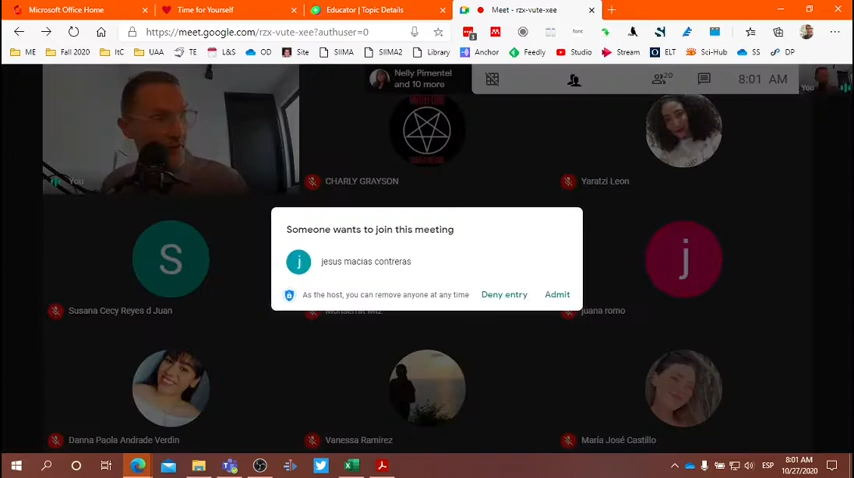 Microsoft Office Home
Time for Yourself
Educator | Topic Details
Meet - rzx-vute-xee
https://meet.google.com/rzx-vute-xee?authuser=0
ME
Fall 2020
ItC
UAA
TE
L&S
OD
Site
SIIMA
SIIMA2
Library
Anchor
Feedly
Studio
Stream
ELT
Sci-Hub
SS
DP
Nelly Pimentel
and 10 more
20
8:01 AM
You
You
CHARLY GRAYSON
Yaratzi Leon
Someone wants to join this meeting
j
jesus macias contreras
As the host, you can remove anyone at any time
Deny entry
Admit
S
j
Susana Cecy Reyes d Juan
juana romo
Danna Paola Andrade Verdin
Vanessa Ramirez
María José Castillo
ESP
8:01 AM
10/27/2020